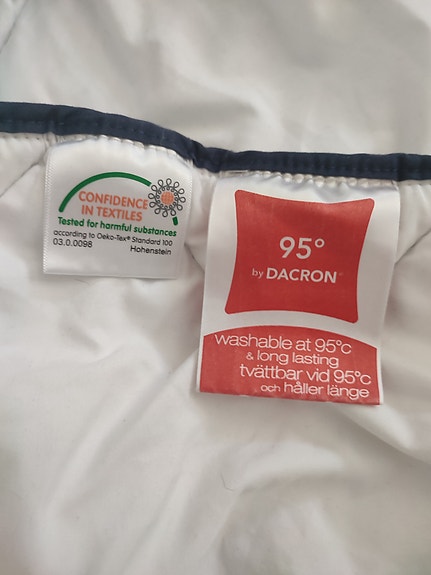 CONFIDENCE
IN TEXTILES
Tested for harmful substances
according to Oeko-Tex® Standard 100
03.0.0098 Hohenstein
95°
by DACRON®
washable at 95°c
& long lasting
tvättbar vid 95°c
och håller länge